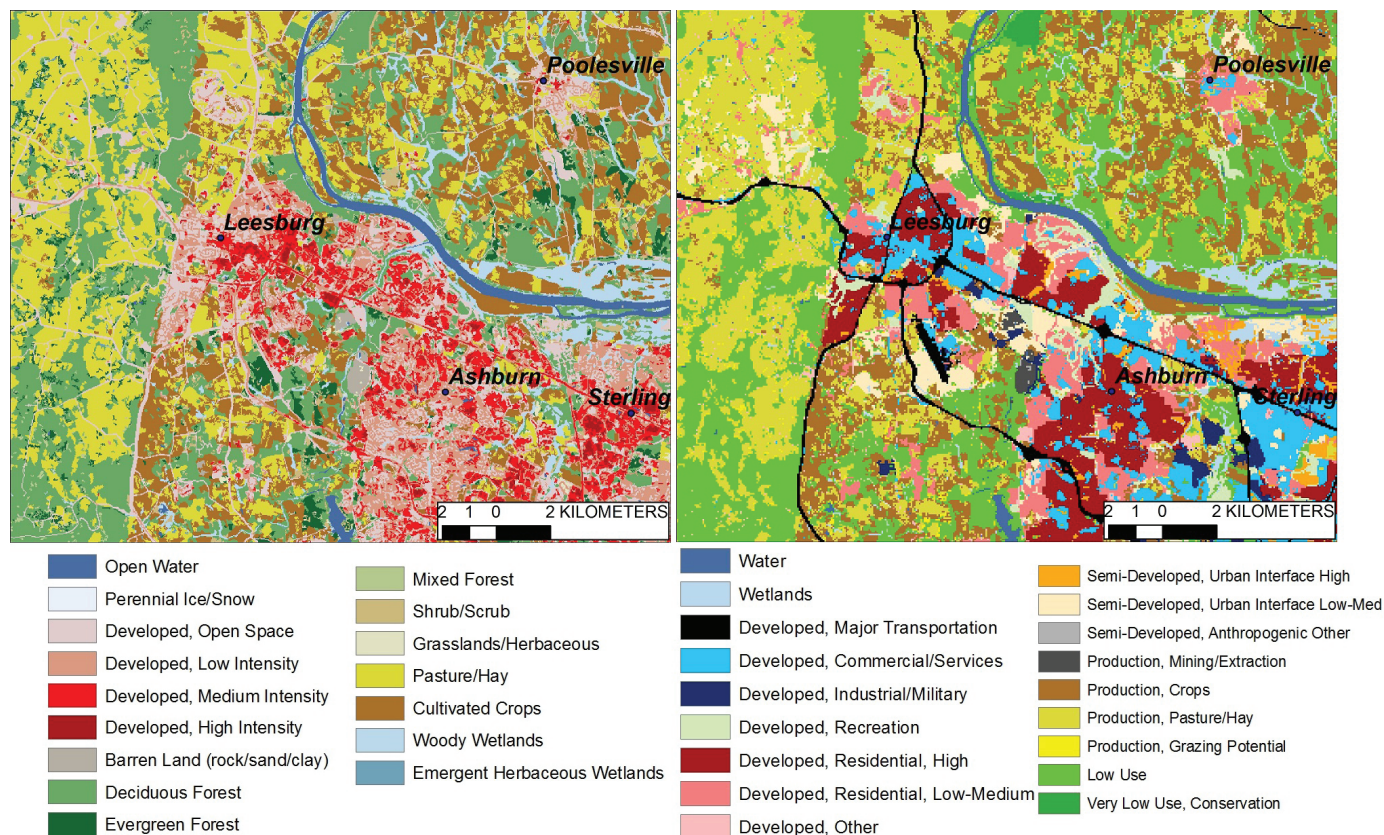 Poolesville
Leesburg
Ashburn
Sterling
2 1 0 2 KILOMETERS
Poolesville
Leesburg
Ashburn
Sterling
2 1 0 2 KILOMETERS
Open Water
Perennial Ice/Snow
Developed, Open Space
Developed, Low Intensity
Developed, Medium Intensity
Developed, High Intensity
Barren Land (rock/sand/clay)
Deciduous Forest
Evergreen Forest
Mixed Forest
Shrub/Scrub
Grasslands/Herbaceous
Pasture/Hay
Cultivated Crops
Woody Wetlands
Emergent Herbaceous Wetlands
Water
Wetlands
Developed, Major Transportation
Developed, Commercial/Services
Developed, Industrial/Military
Developed, Recreation
Developed, Residential, High
Developed, Residential, Low-Medium
Developed, Other
Semi-Developed, Urban Interface High
Semi-Developed, Urban Interface Low-Med
Semi-Developed, Anthropogenic Other
Production, Mining/Extraction
Production, Crops
Production, Pasture/Hay
Production, Grazing Potential
Low Use
Very Low Use, Conservation